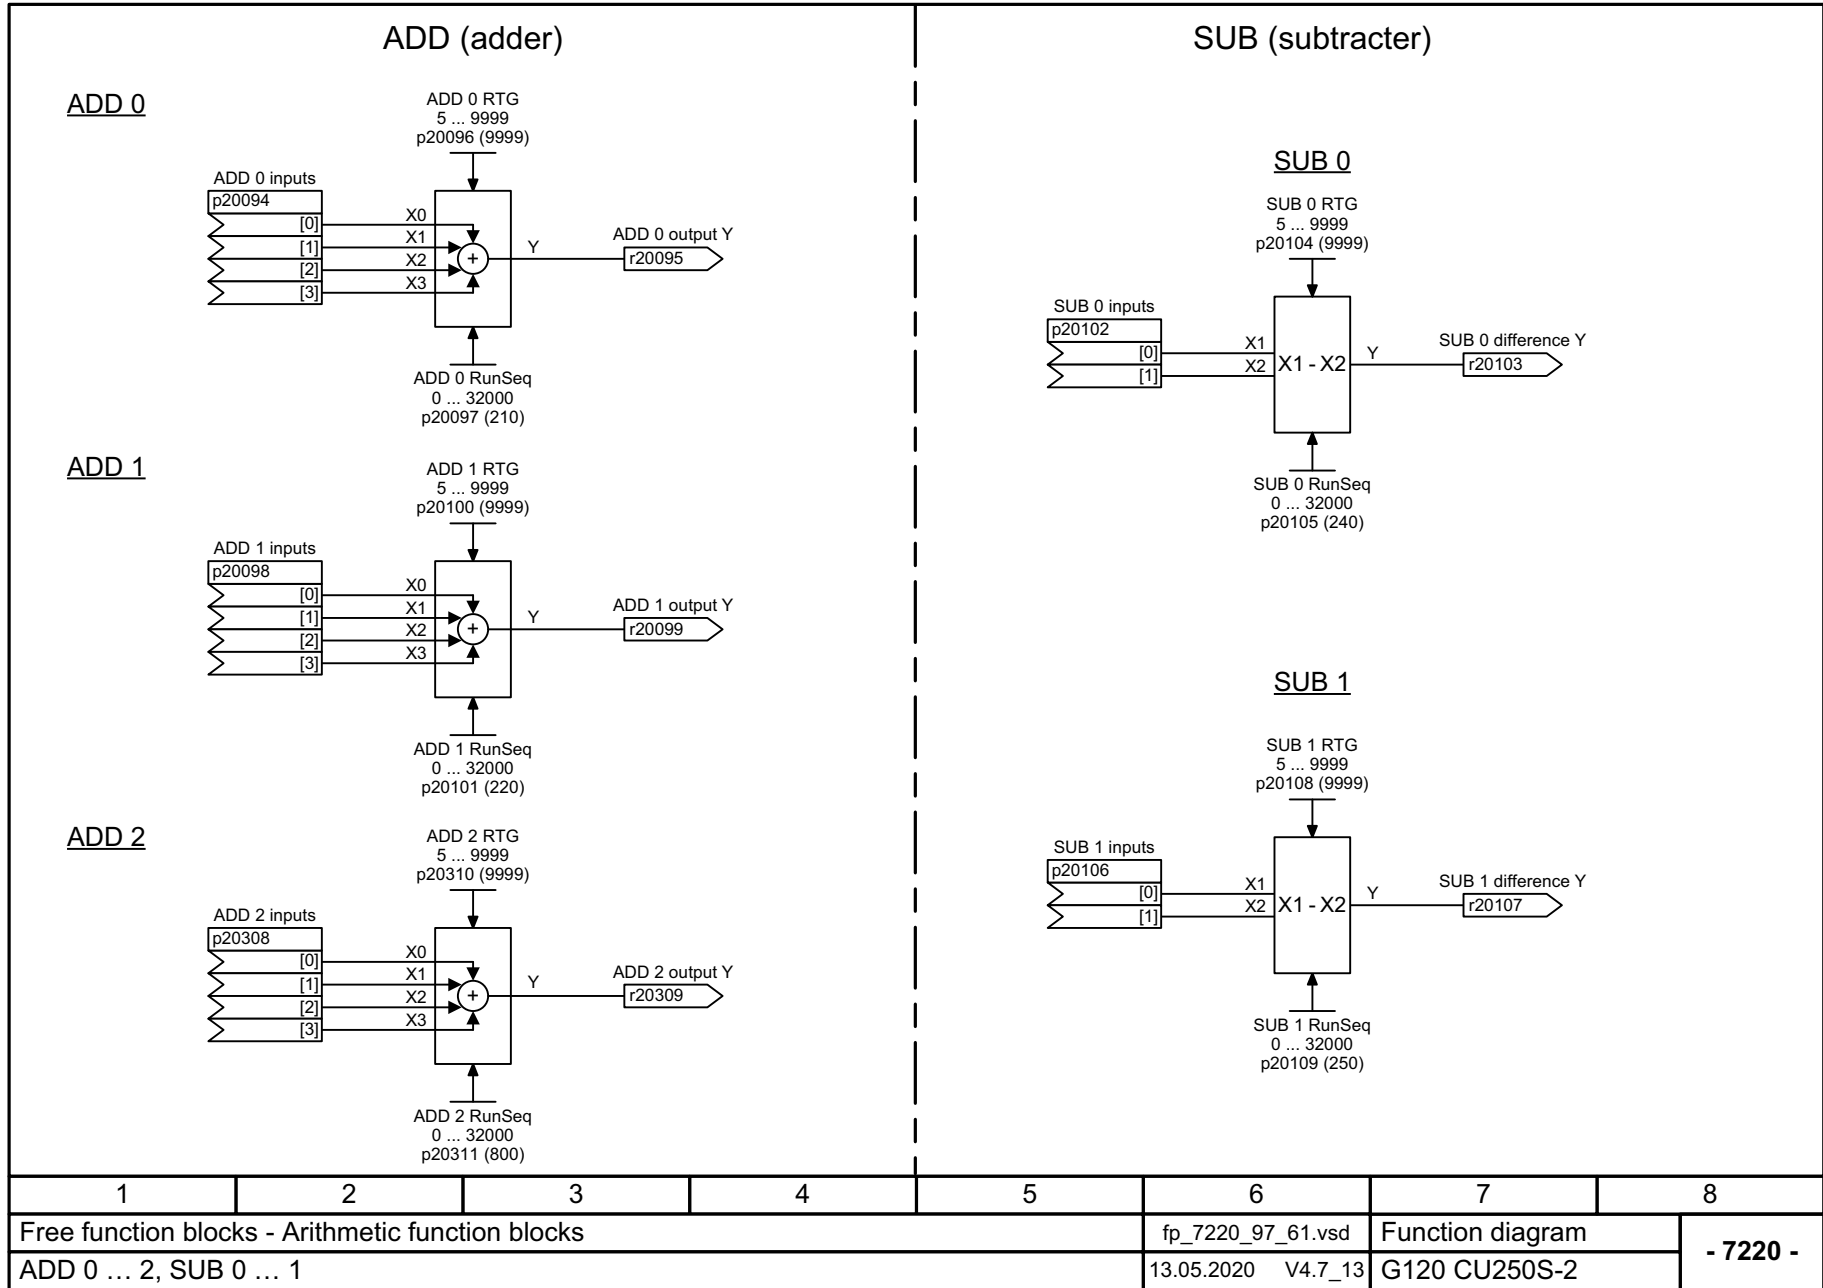 ADD (adder)
ADD 0
ADD 0 RTG
5 ... 9999
p20096 (9999)
ADD 0 inputs
p20094
[0]
[1]
[2]
[3]
X0
X1
X2
X3
+
Y
ADD 0 output Y
r20095
ADD 0 RunSeq
0 ... 32000
p20097 (210)
ADD 1
ADD 1 RTG
5 ... 9999
p20100 (9999)
ADD 1 inputs
p20098
[0]
[1]
[2]
[3]
X0
X1
X2
X3
+
Y
ADD 1 output Y
r20099
ADD 1 RunSeq
0 ... 32000
p20101 (220)
ADD 2
ADD 2 RTG
5 ... 9999
p20310 (9999)
ADD 2 inputs
p20308
[0]
[1]
[2]
[3]
X0
X1
X2
X3
+
Y
ADD 2 output Y
r20309
ADD 2 RunSeq
0 ... 32000
p20311 (800)
SUB (subtracter)
SUB 0
SUB 0 RTG
5 ... 9999
p20104 (9999)
SUB 0 inputs
p20102
[0]
[1]
X1
X2
X1 - X2
Y
SUB 0 difference Y
r20103
SUB 0 RunSeq
0 ... 32000
p20105 (240)
SUB 1
SUB 1 RTG
5 ... 9999
p20108 (9999)
SUB 1 inputs
p20106
[0]
[1]
X1
X2
X1 - X2
Y
SUB 1 difference Y
r20107
SUB 1 RunSeq
0 ... 32000
p20109 (250)
1 2 3 4 5 6 7 8
Free function blocks - Arithmetic function blocks
fp_7220_97_61.vsd
Function diagram
- 7220 -
ADD 0 … 2, SUB 0 … 1
13.05.2020 V4.7_13
G120 CU250S-2